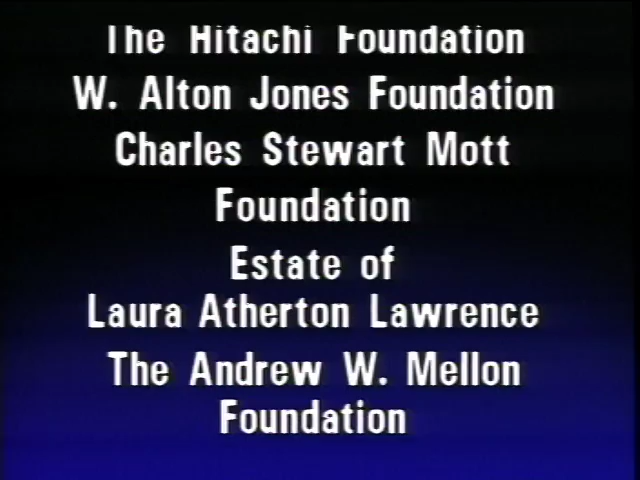 The Hitachi Foundation
W. Alton Jones Foundation
Charles Stewart Mott
Foundation
Estate of
Laura Atherton Lawrence
The Andrew W. Mellon
Foundation